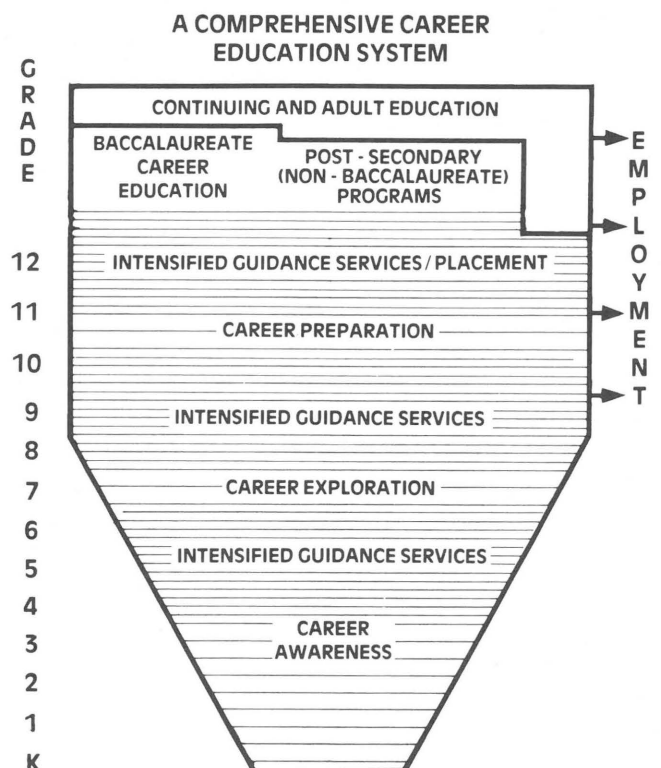 A COMPREHENSIVE CAREER
EDUCATION SYSTEM
GRADE
CONTINUING AND ADULT EDUCATION
BACCALAUREATE
CAREER
EDUCATION
POST - SECONDARY
(NON - BACCALAUREATE)
PROGRAMS
EMPLOYMENT
12
INTENSIFIED GUIDANCE SERVICES / PLACEMENT
11
CAREER PREPARATION
10
9
INTENSIFIED GUIDANCE SERVICES
8
7
CAREER EXPLORATION
6
INTENSIFIED GUIDANCE SERVICES
5
4
CAREER
AWARENESS
3
2
1
K